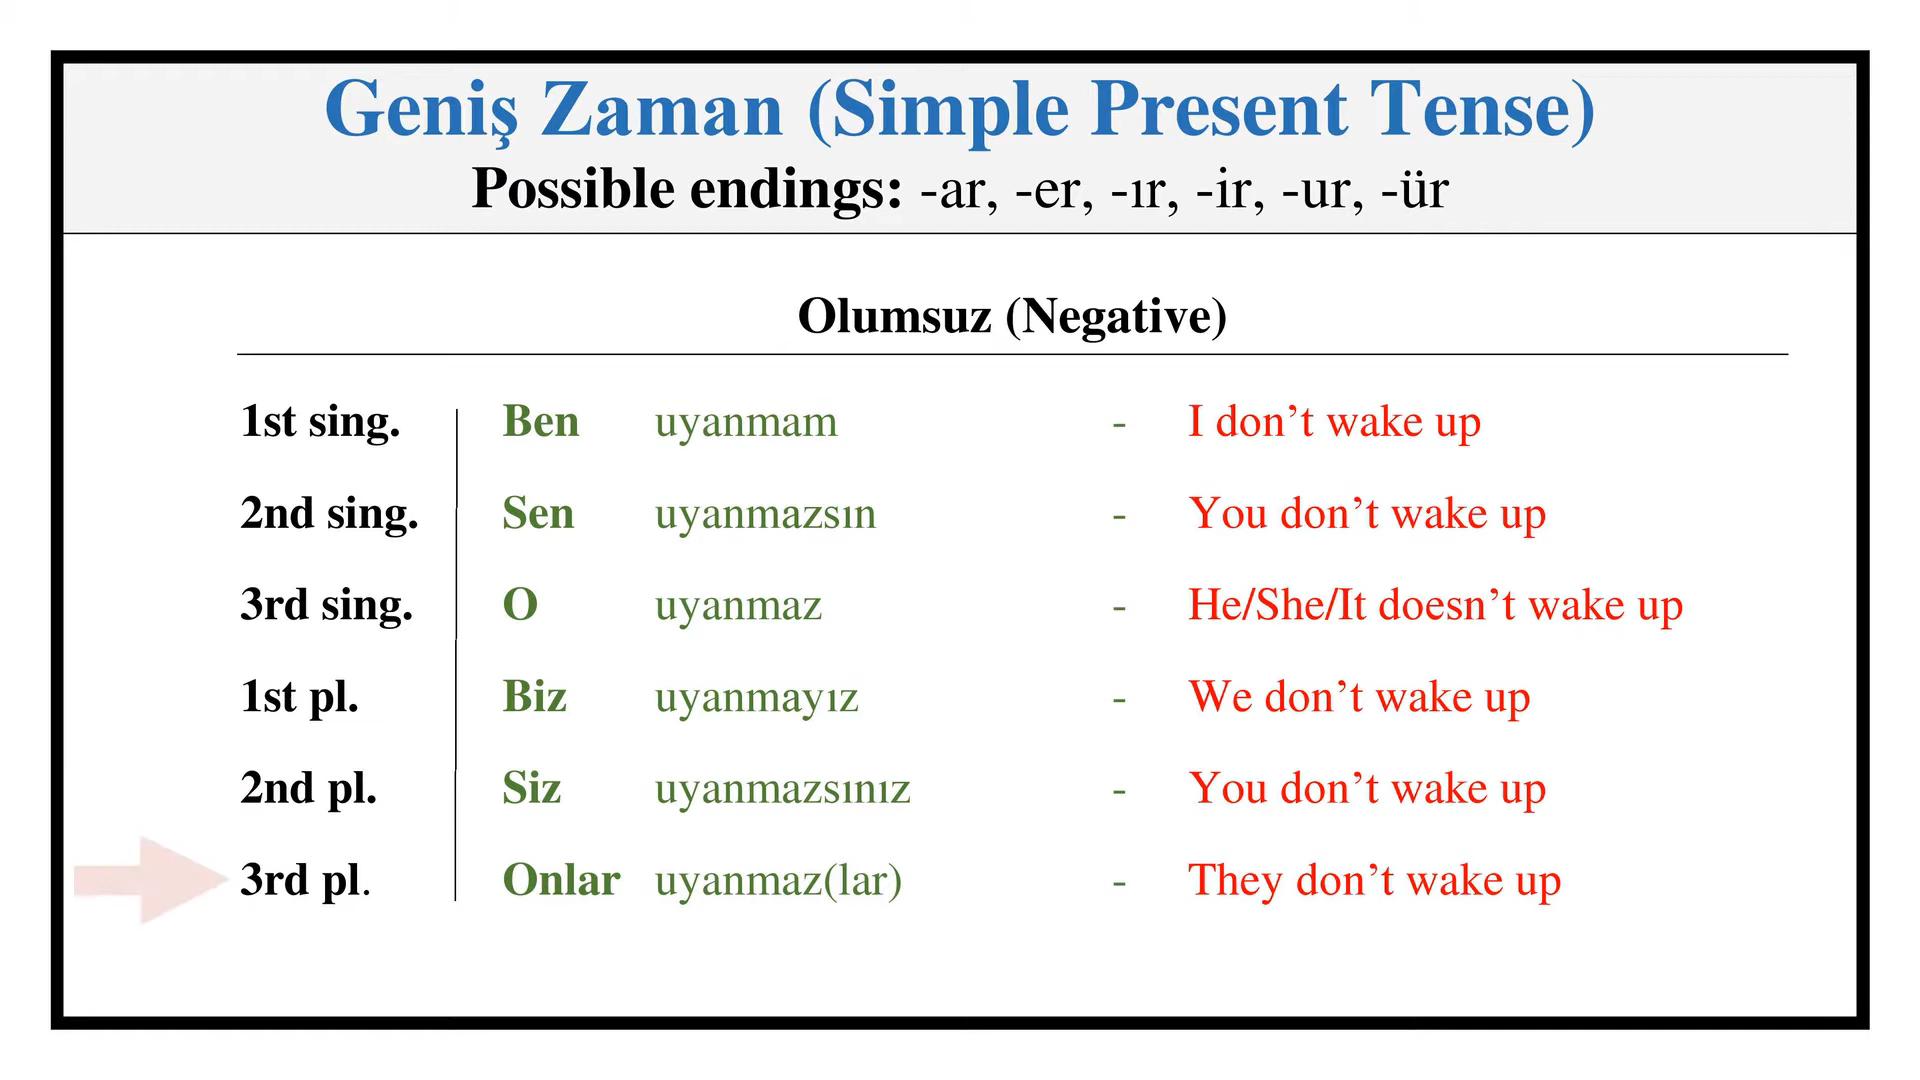 Geniş Zaman (Simple Present Tense)
Possible endings: -ar, -er, -ır, -ir, -ur, -ür
Olumsuz (Negative)
1st sing. Ben uyanmam - I don’t wake up
2nd sing. Sen uyanmazsın - You don’t wake up
3rd sing. O uyanmaz - He/She/It doesn’t wake up
1st pl. Biz uyanmayız - We don’t wake up
2nd pl. Siz uyanmazsınız - You don’t wake up
3rd pl. Onlar uyanmaz(lar) - They don’t wake up